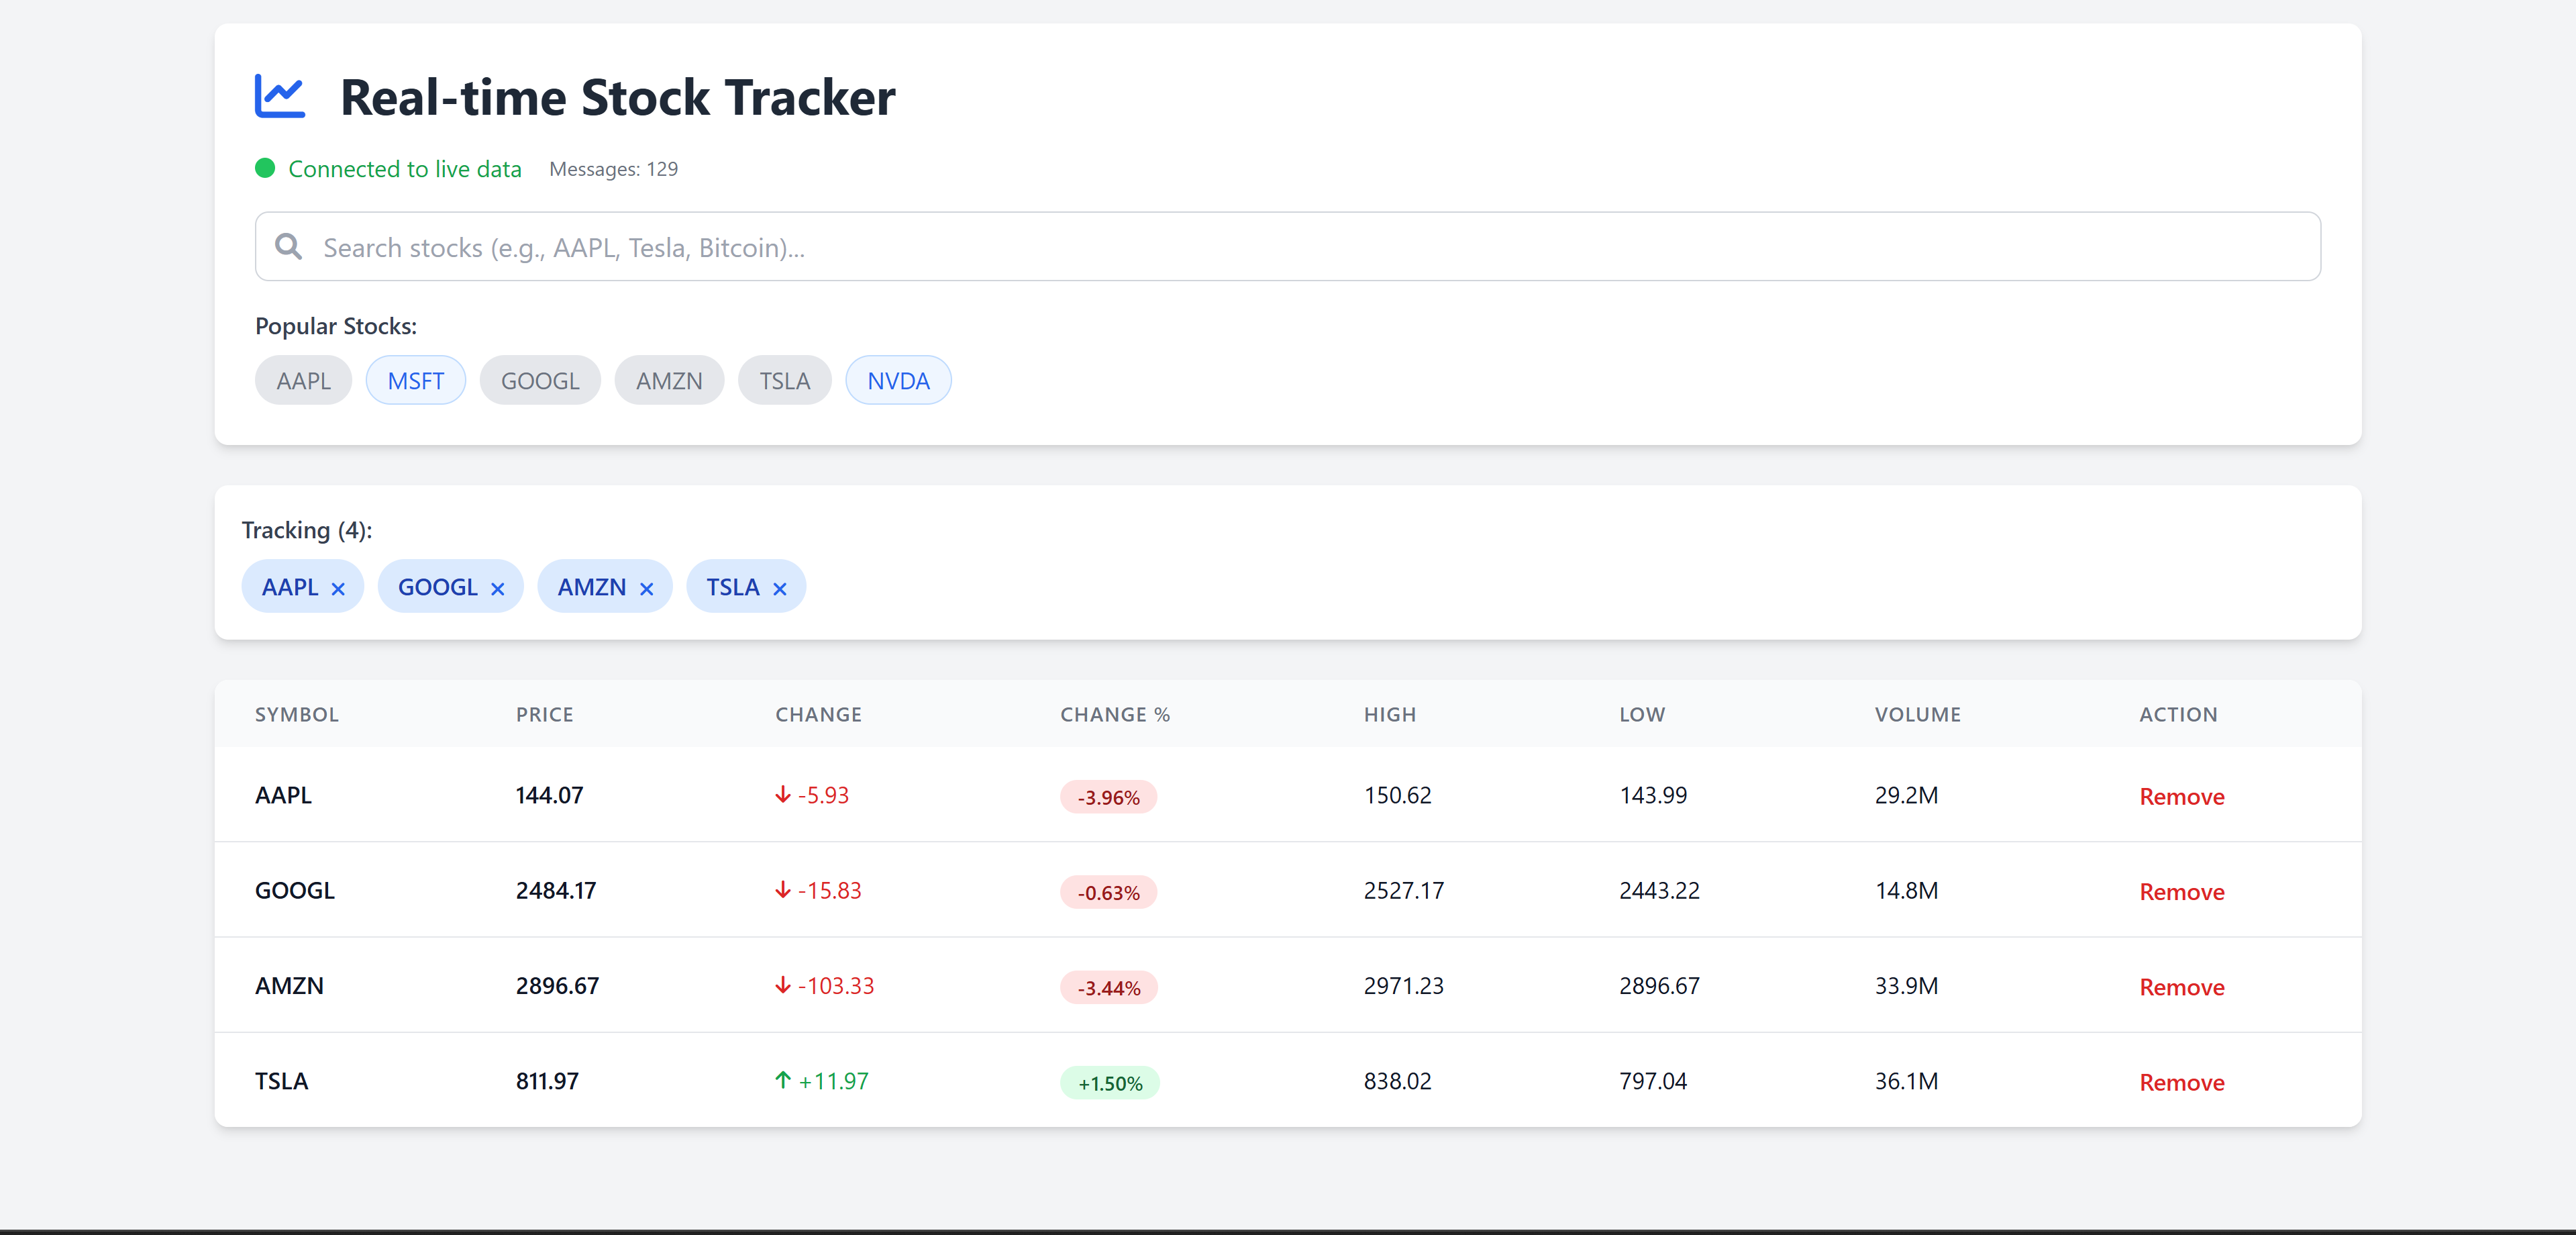 Real-time Stock Tracker
Connected to live data Messages: 129
Search stocks (e.g., AAPL, Tesla, Bitcoin)...
Popular Stocks:
AAPL MSFT GOOGL AMZN TSLA NVDA
Tracking (4):
AAPL × GOOGL × AMZN × TSLA ×
SYMBOL PRICE CHANGE CHANGE % HIGH LOW VOLUME ACTION
AAPL 144.07 ↓ -5.93 -3.96% 150.62 143.99 29.2M Remove
GOOGL 2484.17 ↓ -15.83 -0.63% 2527.17 2443.22 14.8M Remove
AMZN 2896.67 ↓ -103.33 -3.44% 2971.23 2896.67 33.9M Remove
TSLA 811.97 ↑ +11.97 +1.50% 838.02 797.04 36.1M Remove